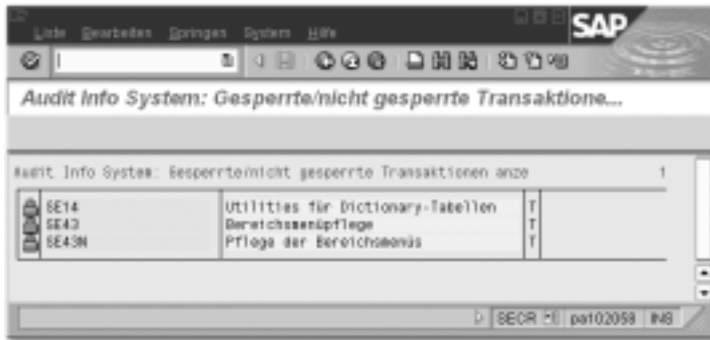 Liste Bearbeiten Springen System Hilfe
SAP
Audit Info System: Gesperrte/nicht gesperrte Transaktione...
Audit Info System: Gesperrte/nicht gesperrte Transaktionen anze 1
SE14 Utilities für Dictionary-Tabellen T
SE43 Bereichsmenüpflege T
SE43N Pflege der Bereichsmenüs T
SECR pa102059 INS